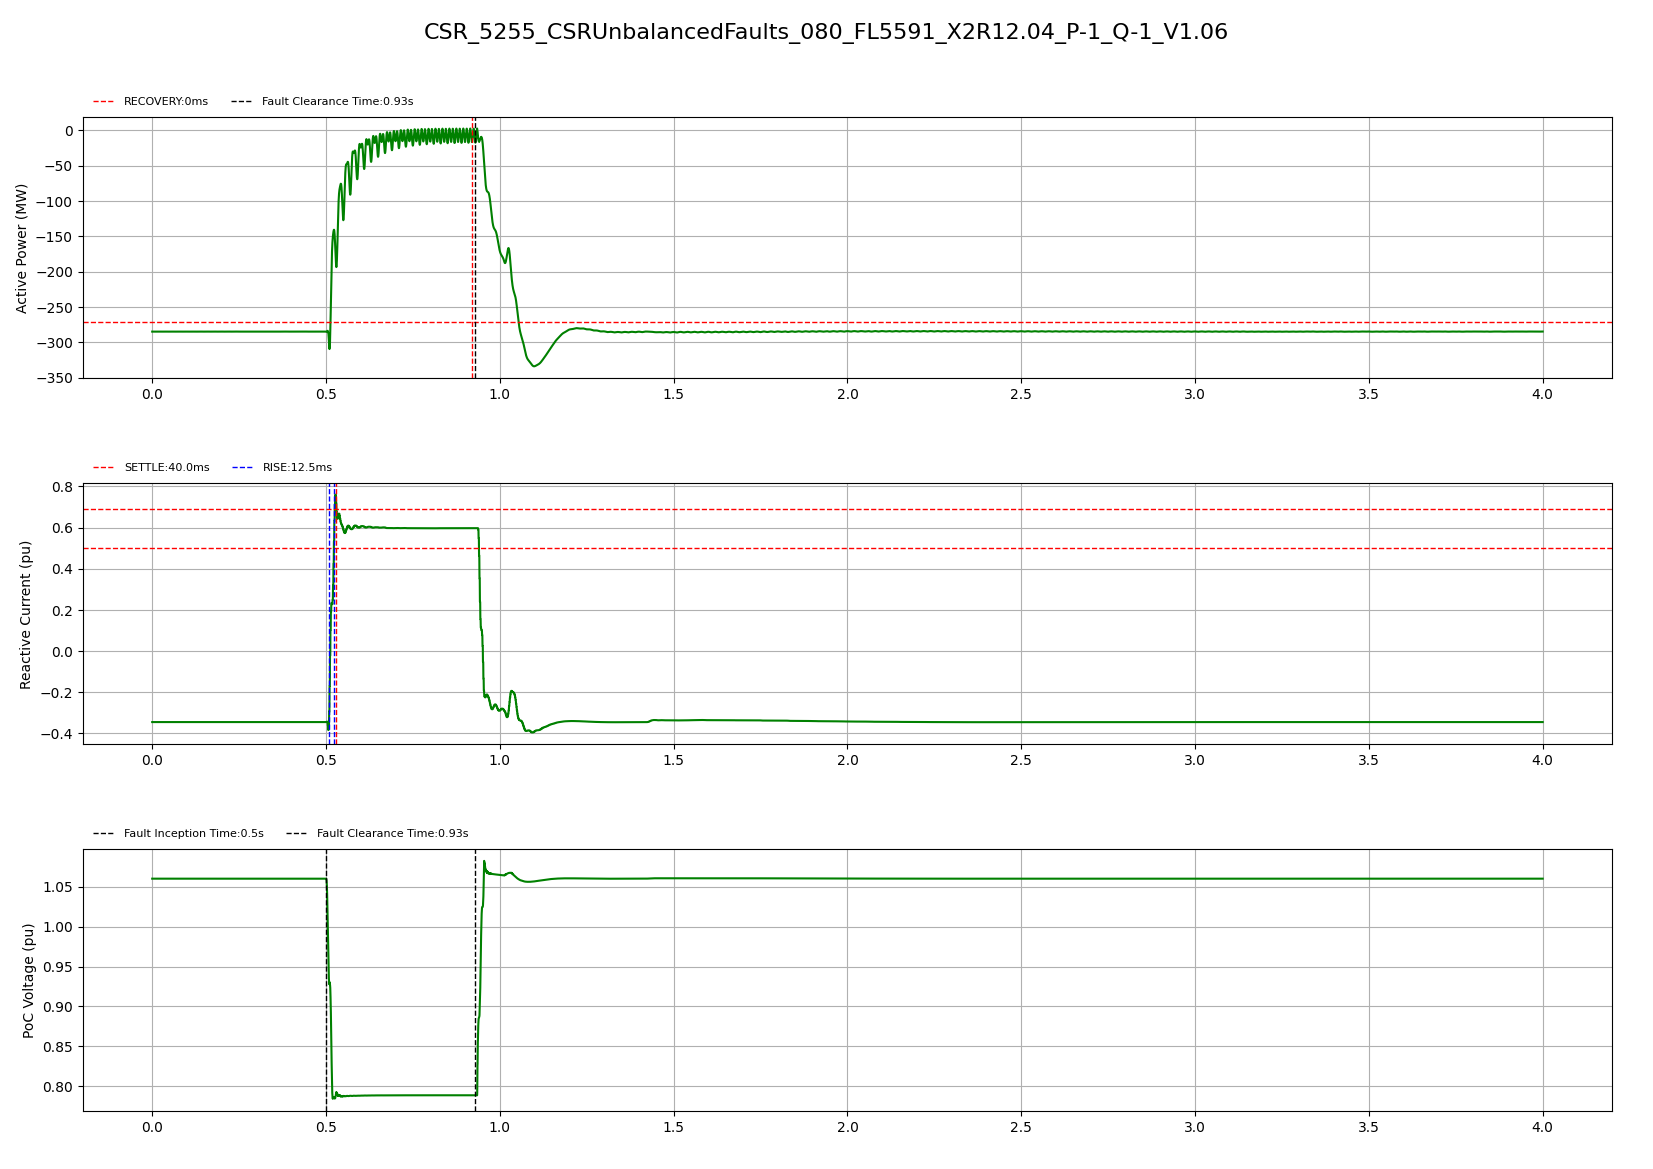 CSR_5255_CSRUnbalancedFaults_080_FL5591_X2R12.04_P-1_Q-1_V1.06
RECOVERY:0ms Fault Clearance Time:0.93s
Active Power (MW)
0
−50
−100
−150
−200
−250
−300
−350
0.0 0.5 1.0 1.5 2.0 2.5 3.0 3.5 4.0
SETTLE:40.0ms RISE:12.5ms
Reactive Current (pu)
0.8
0.6
0.4
0.2
0.0
−0.2
−0.4
0.0 0.5 1.0 1.5 2.0 2.5 3.0 3.5 4.0
Fault Inception Time:0.5s Fault Clearance Time:0.93s
PoC Voltage (pu)
1.05
1.00
0.95
0.90
0.85
0.80
0.0 0.5 1.0 1.5 2.0 2.5 3.0 3.5 4.0